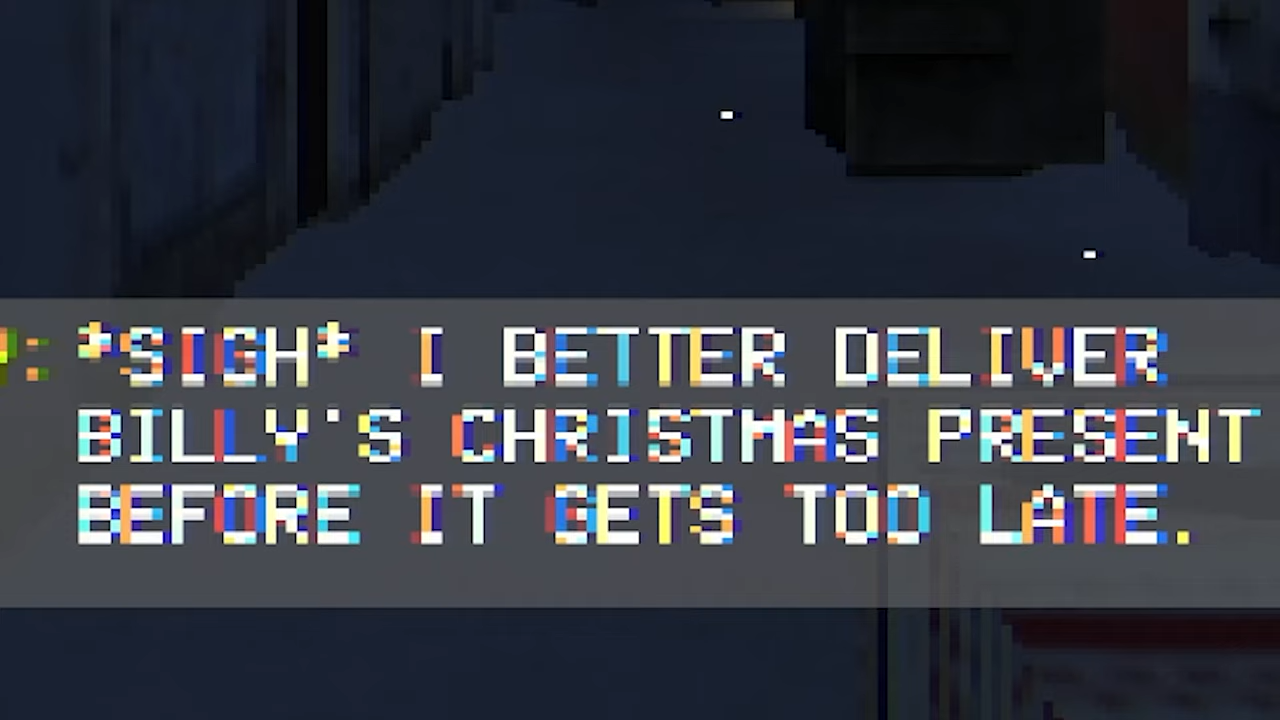 : *SIGH* I BETTER DELIVER
BILLY'S CHRISTMAS PRESENT
BEFORE IT GETS TOO LATE.